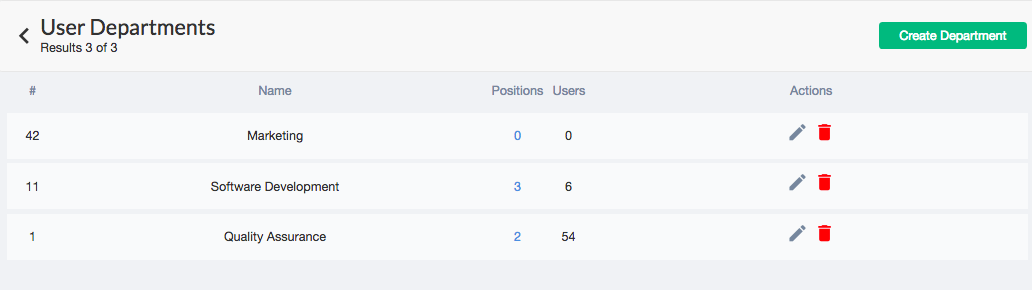 User Departments
Results 3 of 3
Create Department
# Name Positions Users Actions
42 Marketing 0 0
11 Software Development 3 6
1 Quality Assurance 2 54